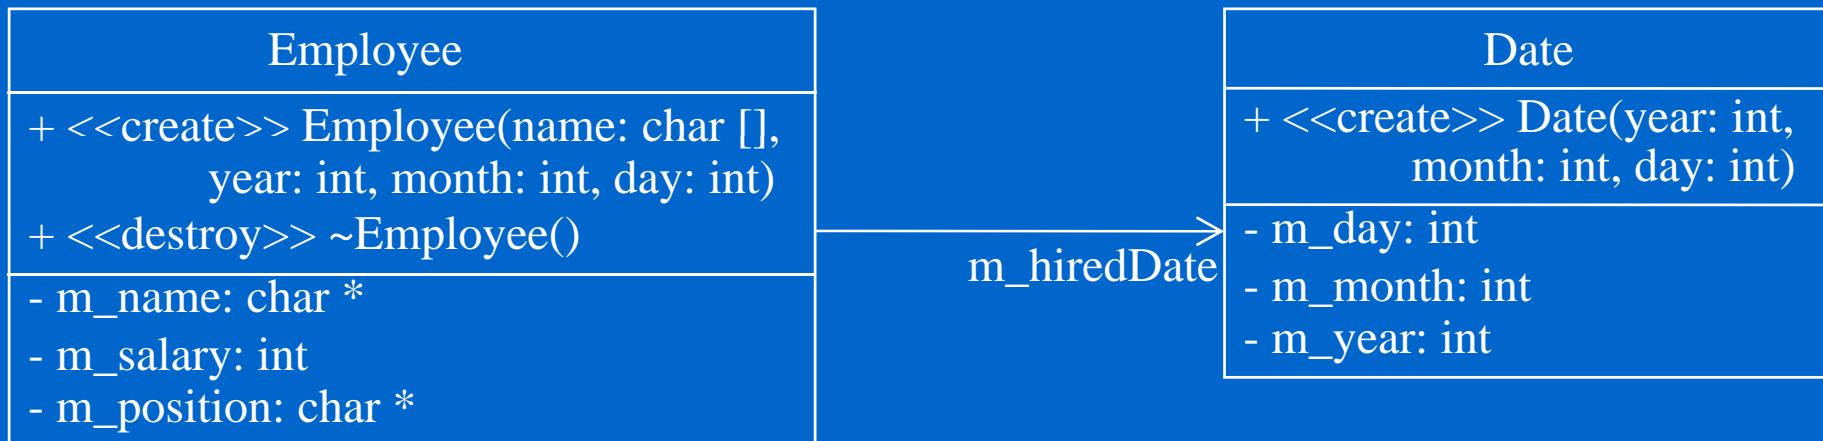 Employee
+ <<create>> Employee(name: char [],
year: int, month: int, day: int)
+ <<destroy>> ~Employee()
- m_name: char *
- m_salary: int
- m_position: char *
m_hiredDate
Date
+ <<create>> Date(year: int,
month: int, day: int)
- m_day: int
- m_month: int
- m_year: int